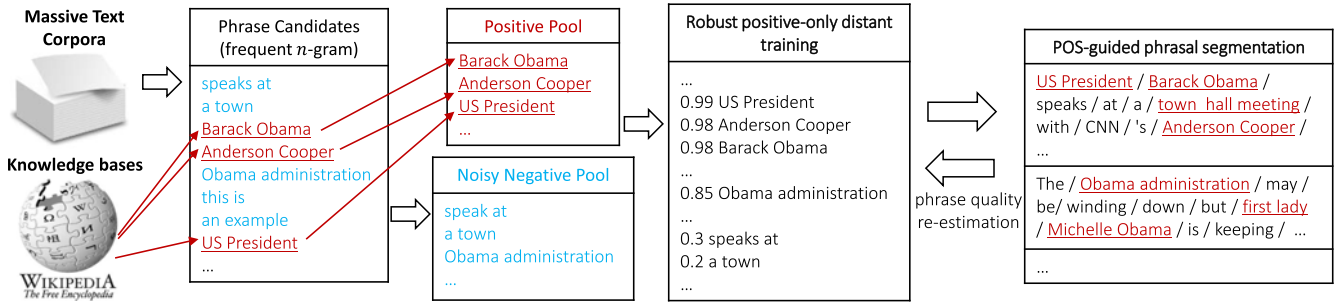 Massive Text
Corpora
Knowledge bases
WIKIPEDIA
The Free Encyclopedia
Phrase Candidates
(frequent n-gram)
speaks at
a town
Barack Obama
Anderson Cooper
Obama administration
this is
an example
US President
...
Positive Pool
Barack Obama
Anderson Cooper
US President
...
Noisy Negative Pool
speak at
a town
Obama administration
...
Robust positive-only distant
training
...
0.99 US President
0.98 Anderson Cooper
0.98 Barack Obama
...
0.85 Obama administration
...
0.3 speaks at
0.2 a town
phrase quality
re-estimation
POS-guided phrasal segmentation
US President / Barack Obama /
speaks / at / a / town hall meeting /
with / CNN / 's / Anderson Cooper /
...
The / Obama administration / may /
be/ winding / down / but / first lady
/ Michelle Obama / is / keeping / ...
...